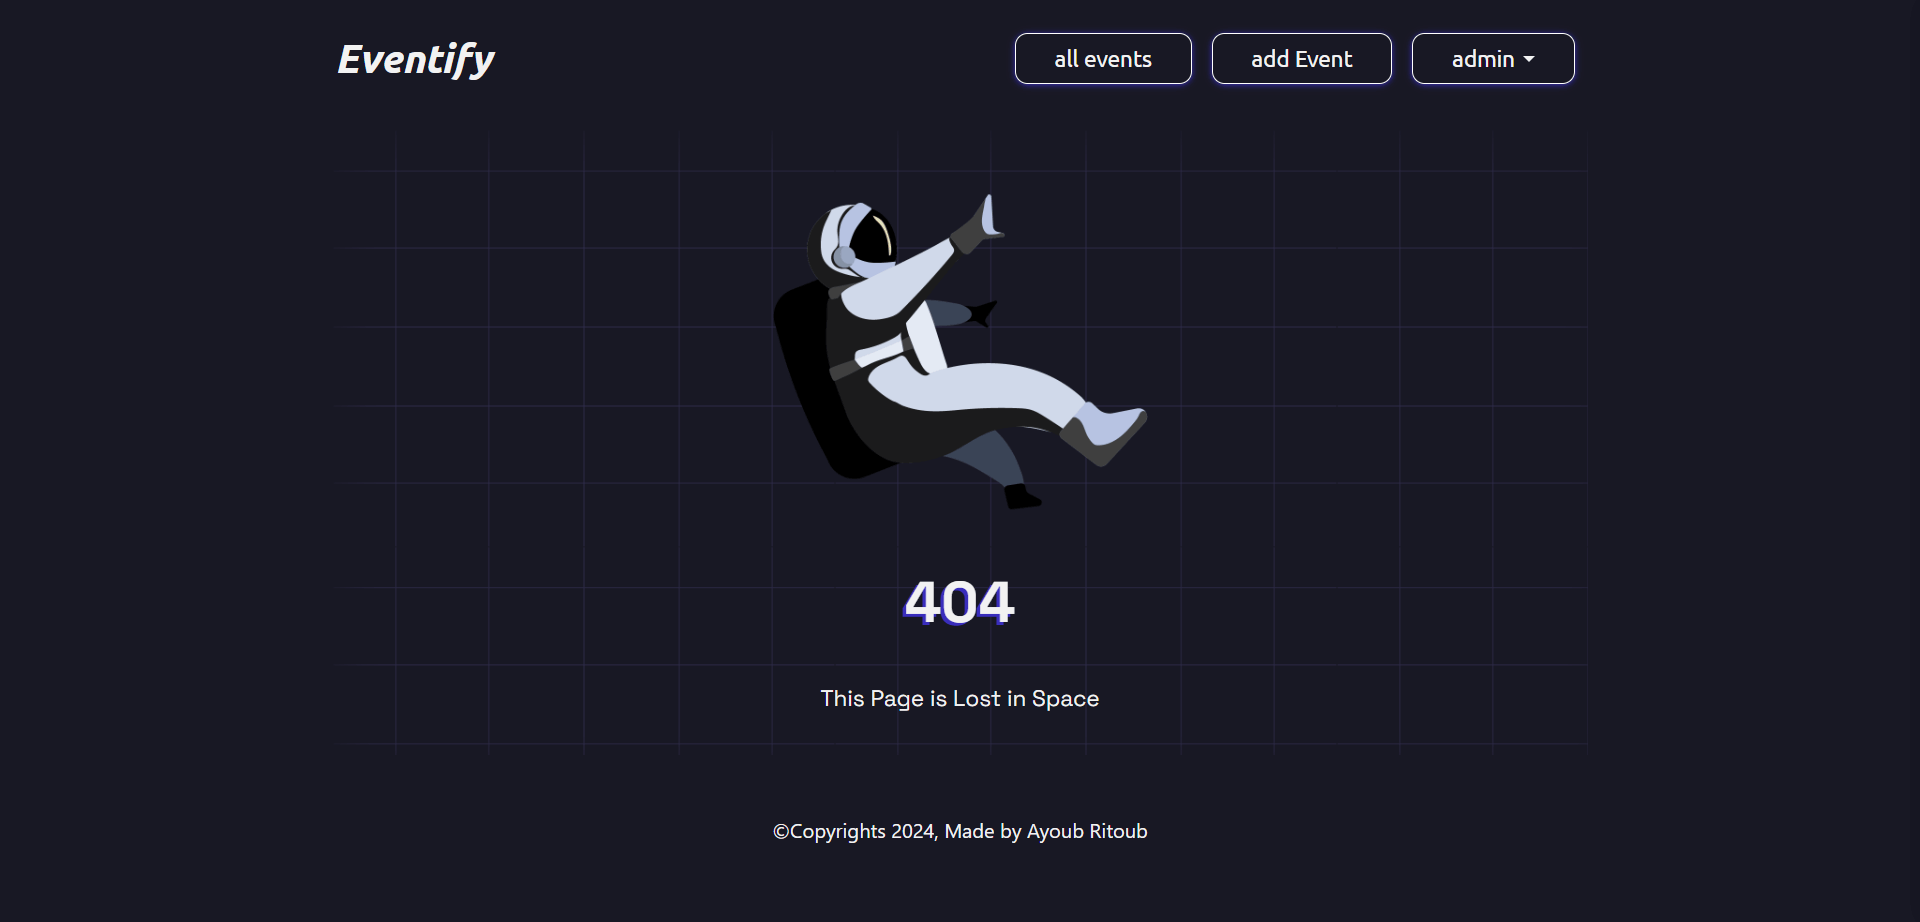 Eventify
all events
add Event
admin
404
This Page is Lost in Space
©Copyrights 2024, Made by Ayoub Ritoub